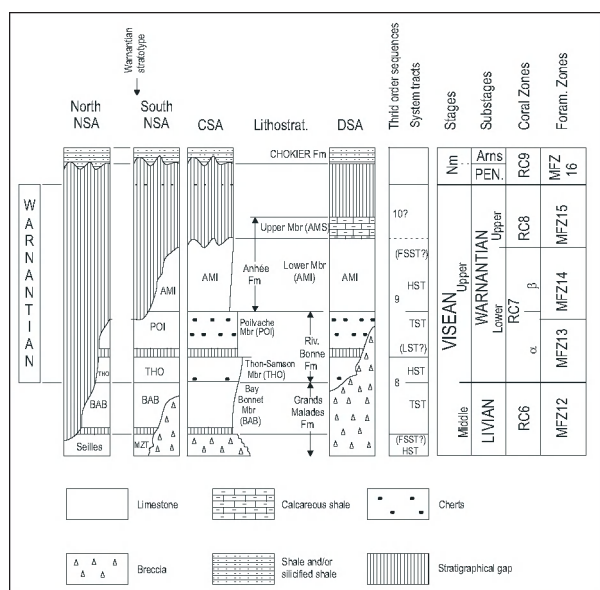 Warnantian
stratotype
North
NSA
South
NSA
CSA
Lithostrat.
DSA
Thrid order sequences
System tracts
Stages
Substages
Coral Zones
Foram. Zones
WARNANTIAN
CHOKIER Fm
Upper Mbr (AMS)
Anhée
Fm
Lower Mbr
(AMI)
AMI
AMI
AMI
POI
Poilvache
Mbr (POI)
Riv. Bonne
Fm
Thon-Samson
Mbr (THO)
THO
THO
Bay
Bonnet
Mbr
(BAB)
BAB
BAB
Grands
Malades
Fm
Seilles
MZT
10?
(FSST?)
HST
9
TST
(LST?)
HST
8
TST
(FSST?)
HST
Nm
Arns
PEN.
RC9
MFZ
16
VISEAN
Upper
Middle
WARNANTIAN
Upper
Lower
LIVIAN
RC8
RC7
β
α
RC6
MFZ15
MFZ14
MFZ13
MFZ12
Limestone
Calcareous shale
Cherts
Breccia
Shale and/or
silicified shale
Stratigraphical gap